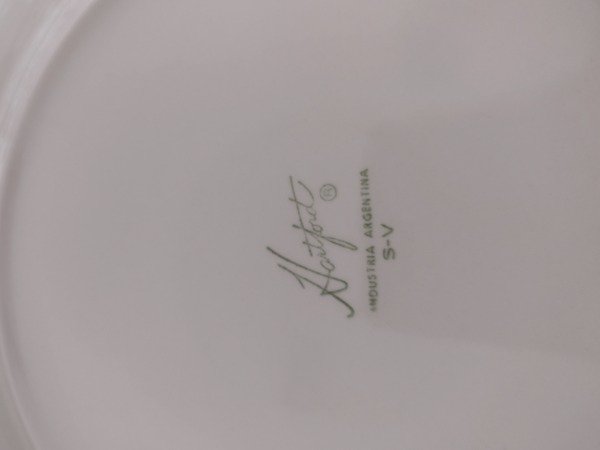 Hartford ®
INDUSTRIA ARGENTINA
S-V